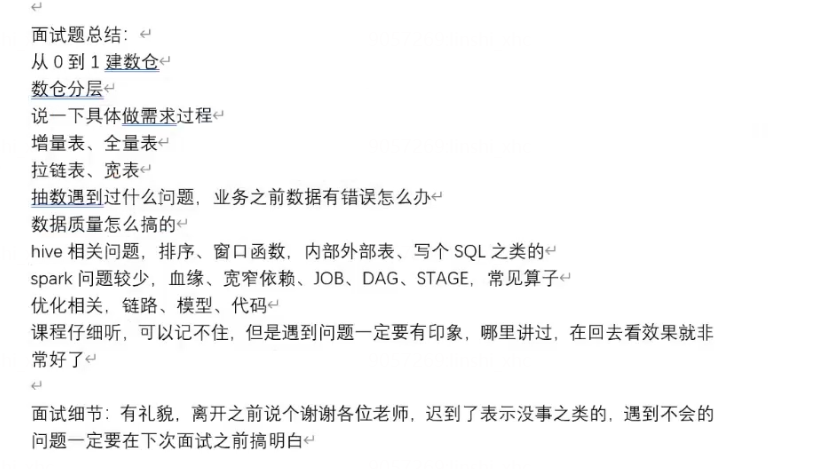 面试题总结：
从 0 到 1 建数仓
数仓分层
说一下具体做需求过程
增量表、全量表
拉链表、宽表
抽数遇到过什么问题，业务之前数据有错误怎么办
数据质量怎么搞的
hive 相关问题，排序、窗口函数，内部外部表、写个 SQL 之类的
spark 问题较少，血缘、宽窄依赖、JOB、DAG、STAGE，常见算子
优化相关，链路、模型、代码
课程仔细听，可以记不住，但是遇到问题一定要有印象，哪里讲过，在回去看效果就非
常好了
面试细节：有礼貌，离开之前说个谢谢各位老师，迟到了表示没事之类的，遇到不会的
问题一定要在下次面试之前搞明白